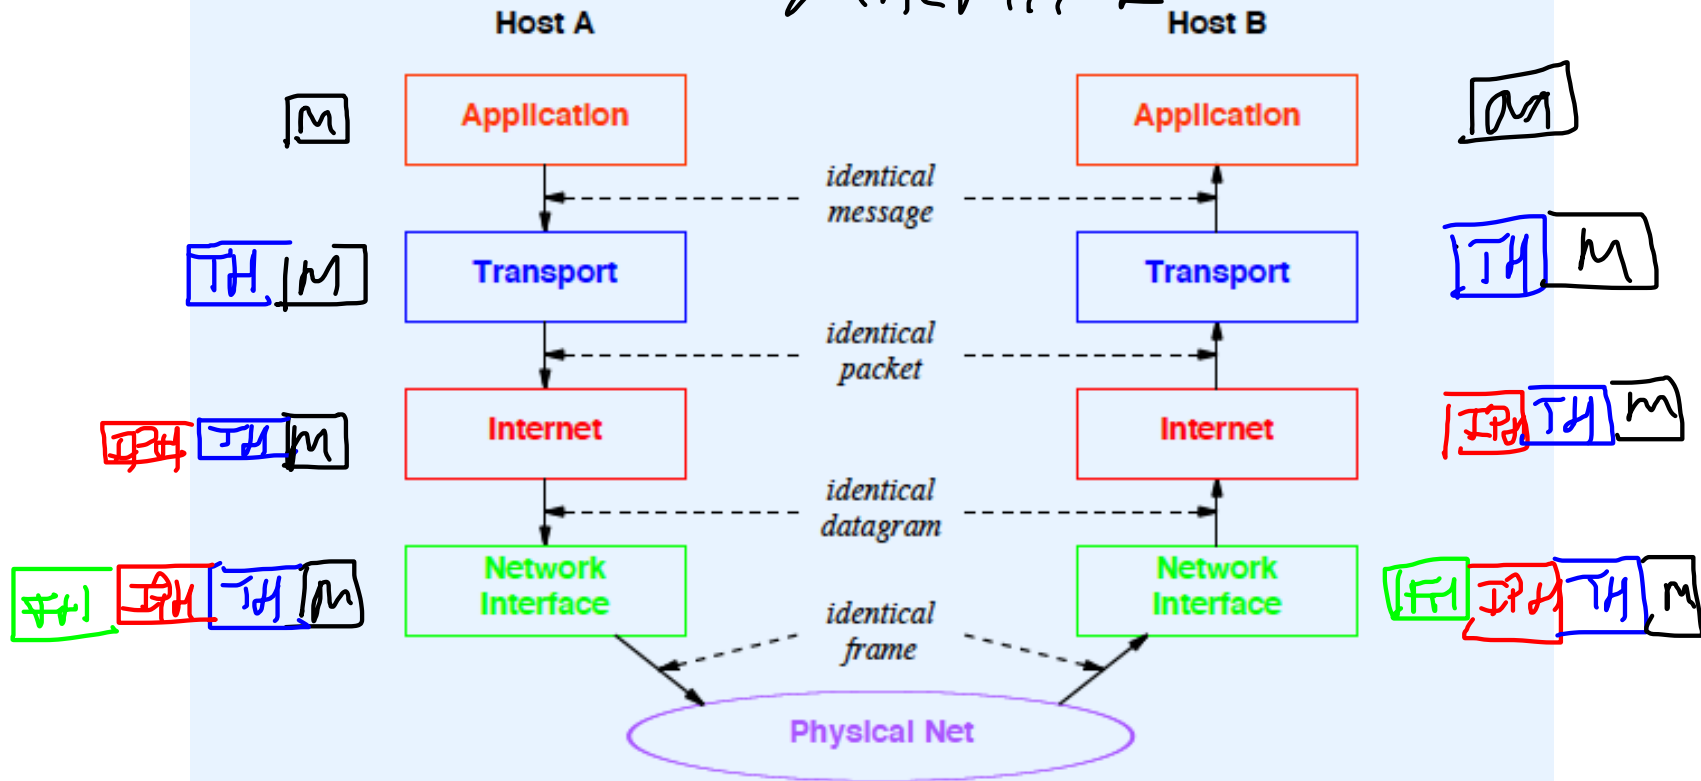 Host A Host B
M Application Application M
identical
message
TH M Transport Transport TH M
identical
packet
IPH TH M Internet Internet IPH TH M
identical
datagram
Network Network
FH IPH TH M Interface Interface FH IPH TH M
identical
frame
Physical Net